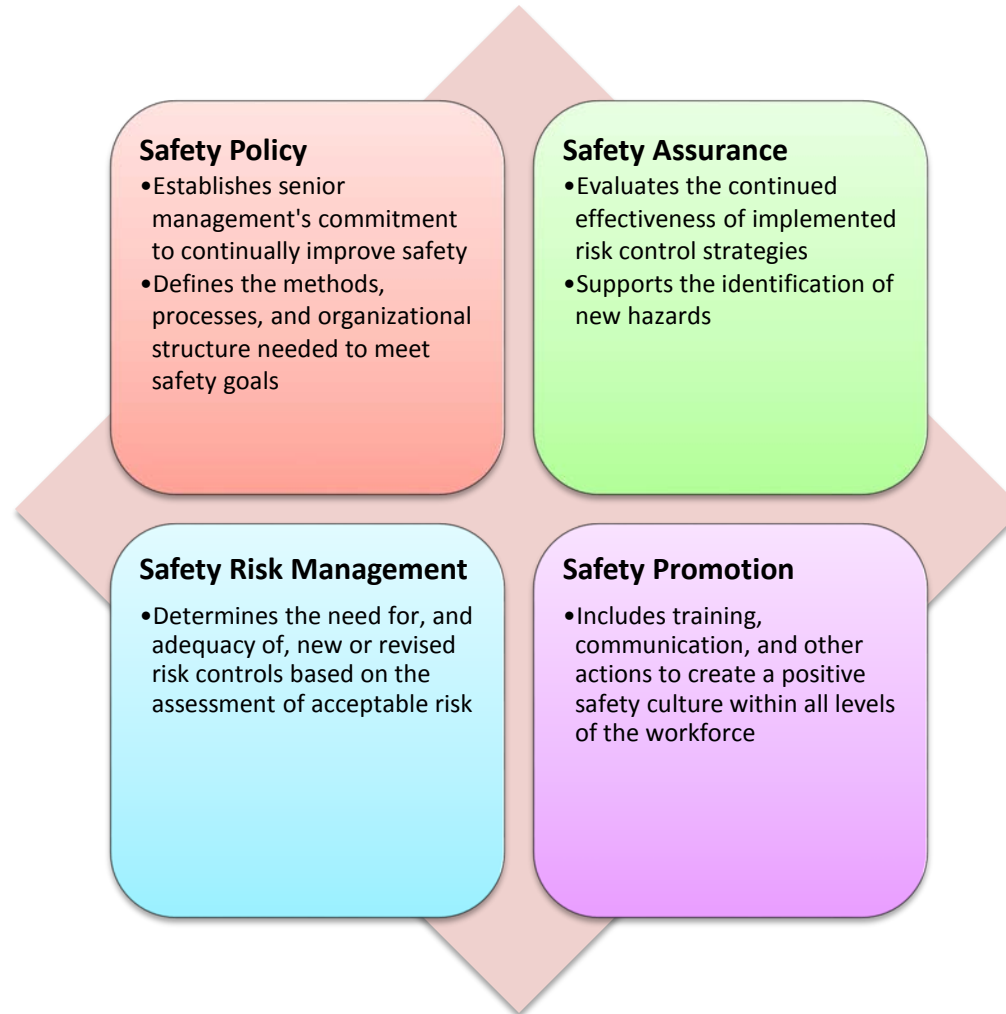 Safety Policy
•Establishes senior
management's commitment
to continually improve safety
•Defines the methods,
processes, and organizational
structure needed to meet
safety goals
Safety Assurance
•Evaluates the continued
effectiveness of implemented
risk control strategies
•Supports the identification of
new hazards
Safety Risk Management
•Determines the need for, and
adequacy of, new or revised
risk controls based on the
assessment of acceptable risk
Safety Promotion
•Includes training,
communication, and other
actions to create a positive
safety culture within all levels
of the workforce